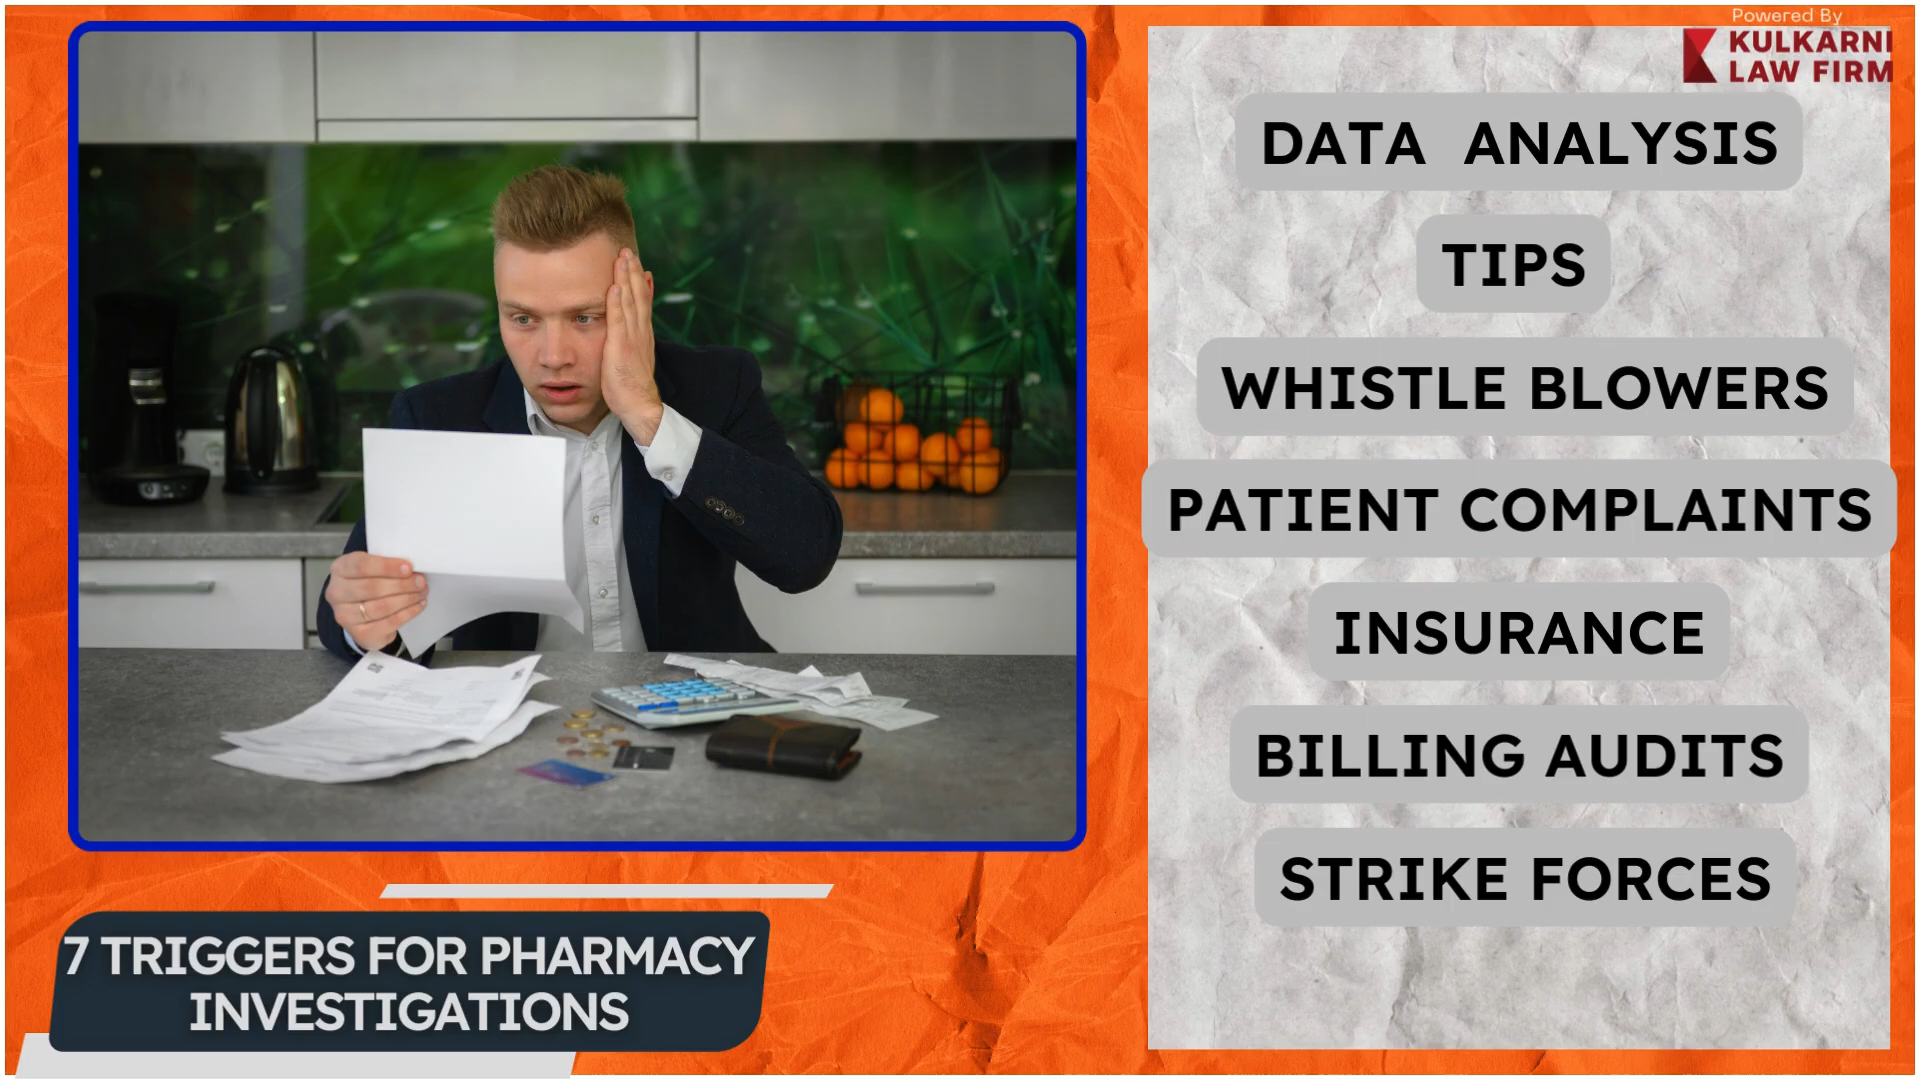 Powered By
KULKARNI
LAW FIRM
DATA ANALYSIS
TIPS
WHISTLE BLOWERS
PATIENT COMPLAINTS
INSURANCE
BILLING AUDITS
STRIKE FORCES
7 TRIGGERS FOR PHARMACY
INVESTIGATIONS